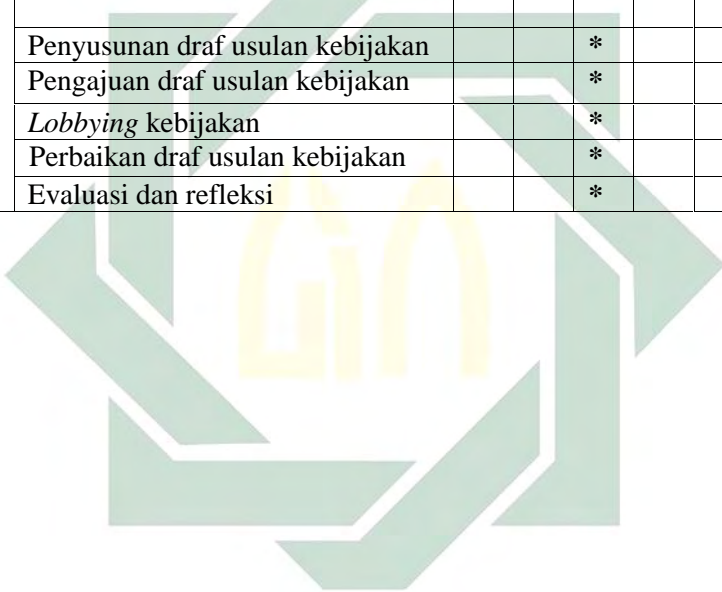 Penyusunan draf usulan kebijakan *
Pengajuan draf usulan kebijakan *
Lobbying kebijakan *
Perbaikan draf usulan kebijakan *
Evaluasi dan refleksi *